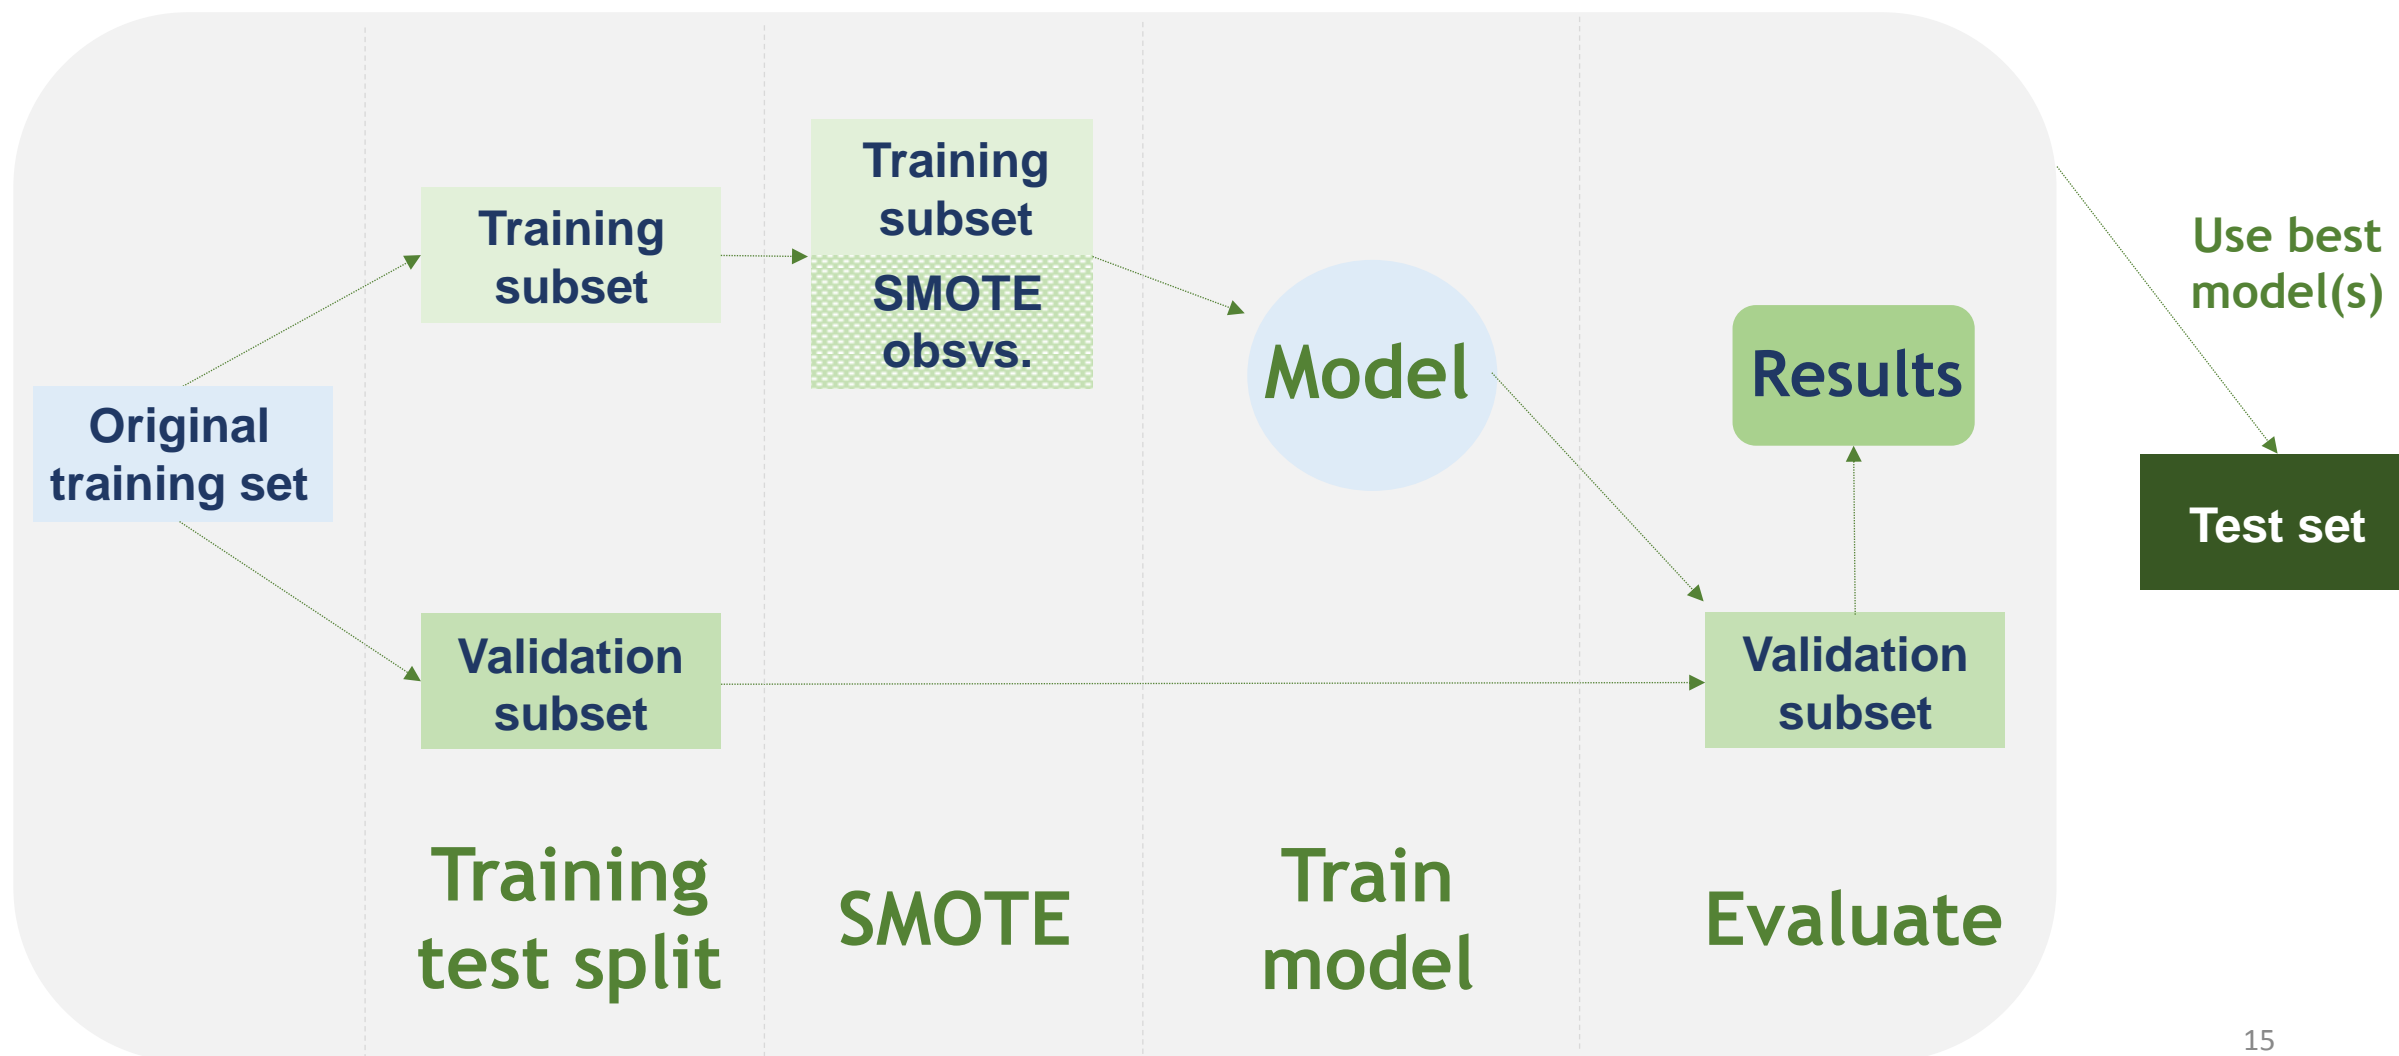 Original
training set
Training
subset
Validation
subset
Training
subset
SMOTE
obsvs.
Model
Results
Validation
subset
Use best
model(s)
Test set
Training
test split
SMOTE
Train
model
Evaluate
15